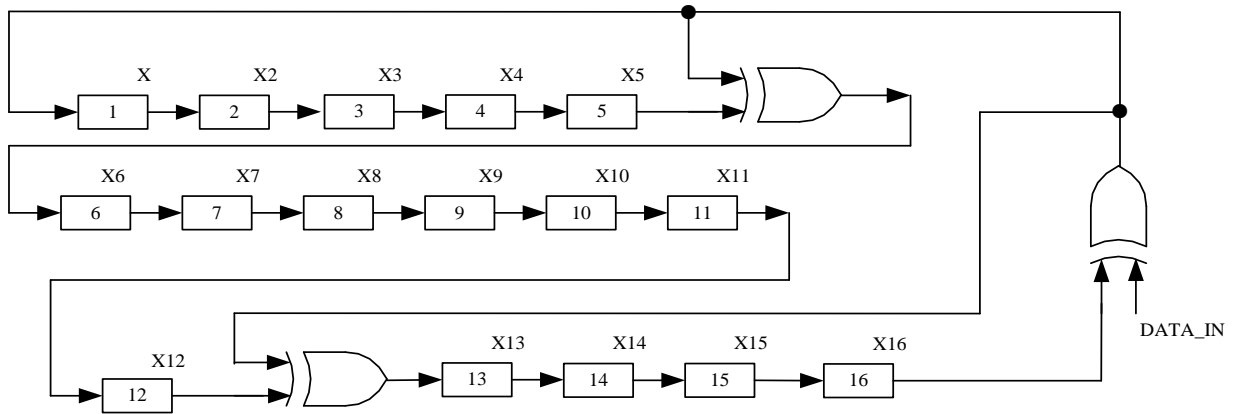 X X2 X3 X4 X5
1 2 3 4 5
X6 X7 X8 X9 X10 X11
6 7 8 9 10 11
DATA_IN
X12 X13 X14 X15 X16
12 13 14 15 16